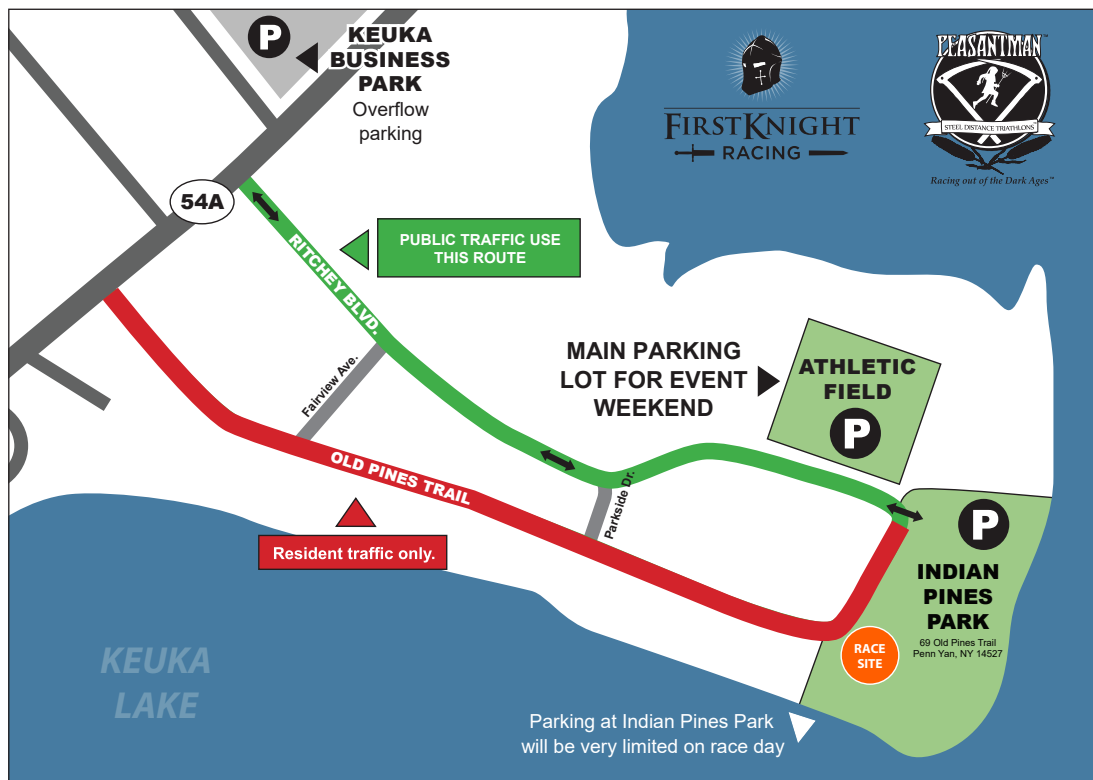 P
KEUKA
BUSINESS
PARK
Overflow
parking
FIRSTKNIGHT
RACING
PEASANTMAN™
STEEL DISTANCE TRIATHLONS™
Racing out of the Dark Ages™
54A
RITCHEY BLVD.
PUBLIC TRAFFIC USE
THIS ROUTE
Fairview Ave.
MAIN PARKING
LOT FOR EVENT
WEEKEND
ATHLETIC
FIELD
P
OLD PINES TRAIL
Parkside Dr.
Resident traffic only.
P
INDIAN
PINES
PARK
69 Old Pines Trail
Penn Yan, NY 14527
RACE
SITE
KEUKA
LAKE
Parking at Indian Pines Park
will be very limited on race day